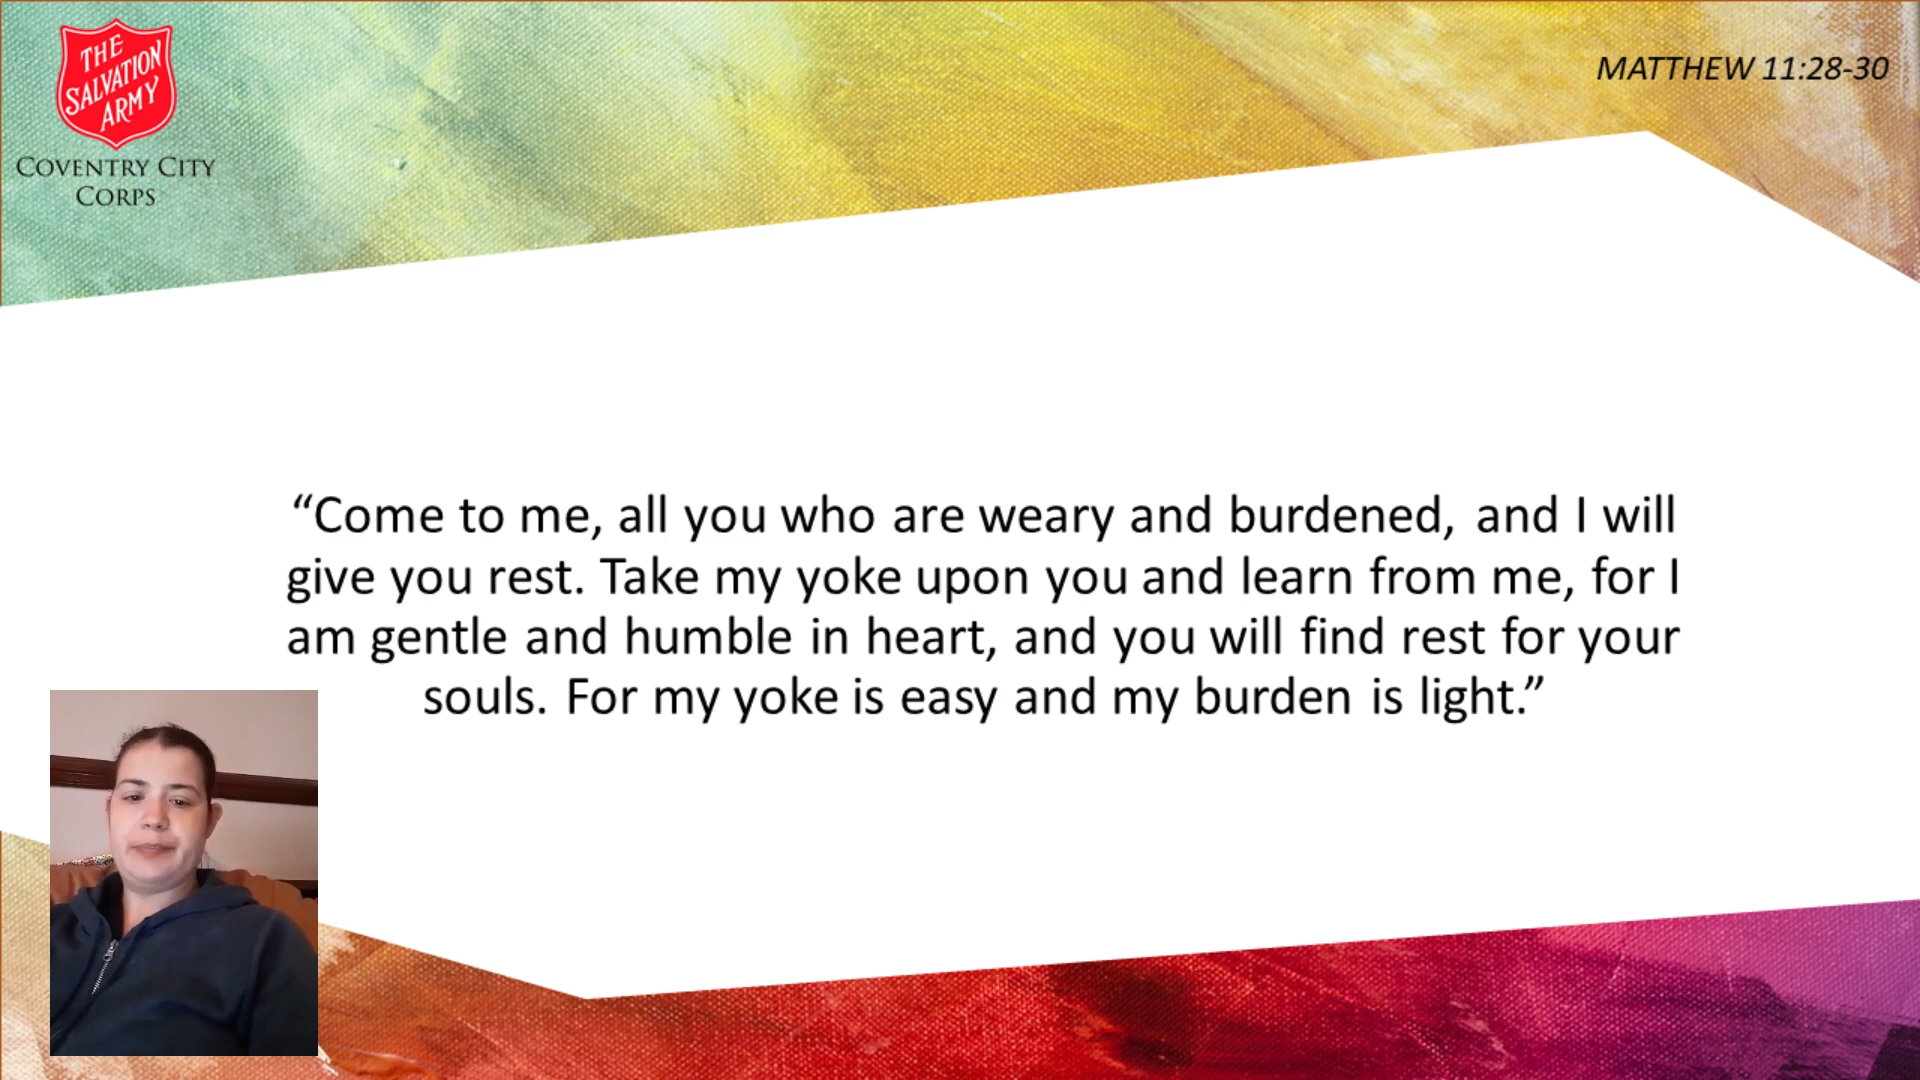 THE
SALVATION
ARMY
COVENTRY CITY
CORPS
MATTHEW 11:28-30
“Come to me, all you who are weary and burdened, and I will
give you rest. Take my yoke upon you and learn from me, for I
am gentle and humble in heart, and you will find rest for your
souls. For my yoke is easy and my burden is light.”